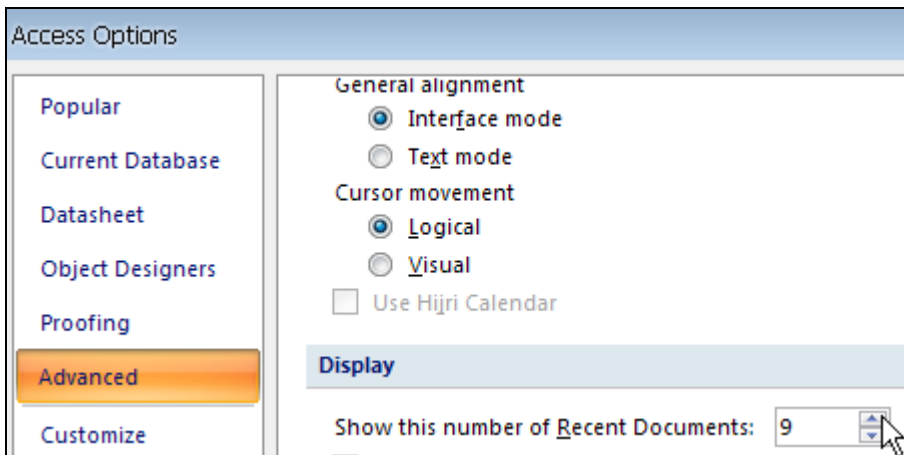 Access Options
Popular
Current Database
Datasheet
Object Designers
Proofing
Advanced
Customize
General alignment
Interface mode
Text mode
Cursor movement
Logical
Visual
Use Hijri Calendar
Display
Show this number of Recent Documents: 9